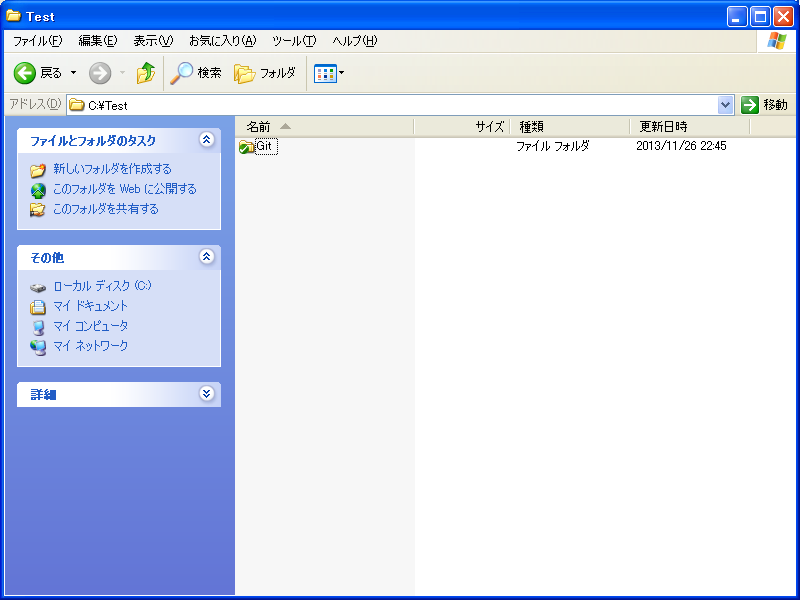 Test
ファイル(F) 編集(E) 表示(V) お気に入り(A) ツール(T) ヘルプ(H)
戻る 検索 フォルダ
アドレス(D) C:¥Test 移動
ファイルとフォルダのタスク
新しいフォルダを作成する
このフォルダを Web に公開する
このフォルダを共有する
その他
ローカル ディスク (C:)
マイ ドキュメント
マイ コンピュータ
マイ ネットワーク
詳細
名前 サイズ 種類 更新日時
Git ファイル フォルダ 2013/11/26 22:45